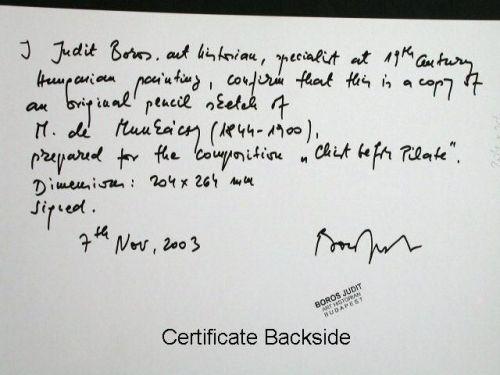 I Judit Boros. art historian, specialist at 19th Century
Hungarian painting, confirm that this is a copy of
an original pencil sketch of
M. de Munkácsy (1844-1900),
prepared for the composition „Christ before Pilate".
Dimensions: 204 x 264 mm
signed.
7th Nov, 2003
BOROS JUDIT
ART HISTORIAN
BUDAPEST
Certificate Backside